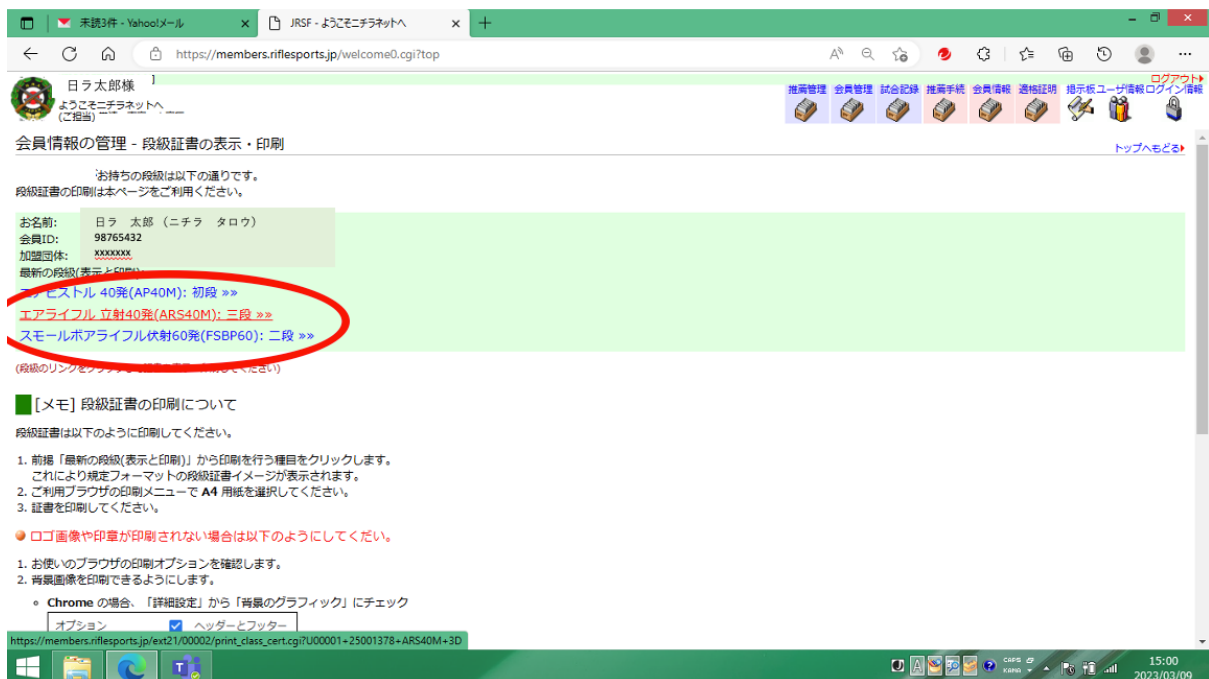 未読3件 - Yahoo!メール
JRSF - ようこそニチラネットへ
https://members.riflesports.jp/welcome0.cgi?top
日ラ太郎様
ようこそニチラネットへ
(ご担当)
ログアウト
推薦管理 会員管理 試合記録 推薦手続 会員情報 適格証明 掲示板 ユーザ情報 ログイン情報
会員情報の管理 - 段級証書の表示・印刷
トップへもどる
お持ちの段級は以下の通りです。
段級証書の印刷は本ページをご利用ください。
お名前: 日ラ 太郎 (ニチラ タロウ)
会員ID: 98765432
加盟団体: xxxxxxx
最新の段級(表示と印刷):
エアピストル 40発(AP40M): 初段 »»
エアライフル 立射40発(ARS40M): 三段 »»
スモールボアライフル伏射60発(FSBP60): 二段 »»
(段級のリンクを
ください)
[メモ] 段級証書の印刷について
段級証書は以下のように印刷してください。
1. 前掲「最新の段級(表示と印刷)」から印刷を行う種目をクリックします。
これにより規定フォーマットの段級証書イメージが表示されます。
2. ご利用ブラウザの印刷メニューで A4 用紙を選択してください。
3. 証書を印刷してください。
ロゴ画像や印章が印刷されない場合は以下のようにしてくだい。
1. お使いのブラウザの印刷オプションを確認します。
2. 背景画像を印刷できるようにします。
Chrome の場合、「詳細設定」から「背景のグラフィック」にチェック
オプション ヘッダーとフッター
https://members.riflesports.jp/ext21/00002/print_class_cert.cgi?U00001+25001378+ARS40M+3D
CAPS
KANA
15:00
2023/03/09